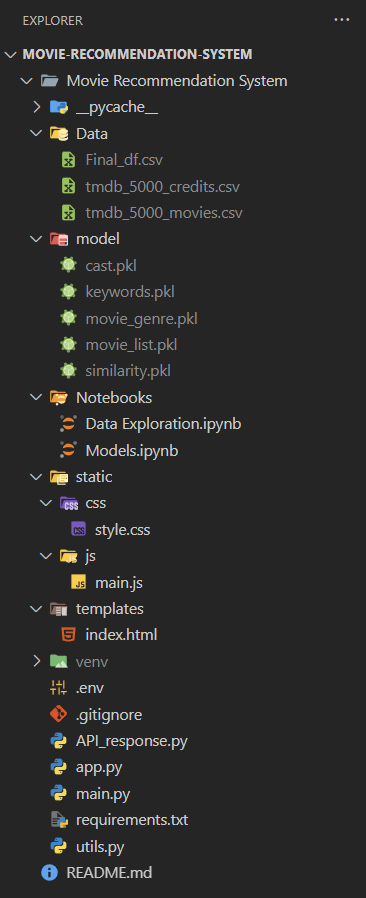 EXPLORER
MOVIE-RECOMMENDATION-SYSTEM
Movie Recommendation System
__pycache__
Data
Final_df.csv
tmdb_5000_credits.csv
tmdb_5000_movies.csv
model
cast.pkl
keywords.pkl
movie_genre.pkl
movie_list.pkl
similarity.pkl
Notebooks
Data Exploration.ipynb
Models.ipynb
static
css
style.css
js
main.js
templates
index.html
venv
.env
.gitignore
API_response.py
app.py
main.py
requirements.txt
utils.py
README.md